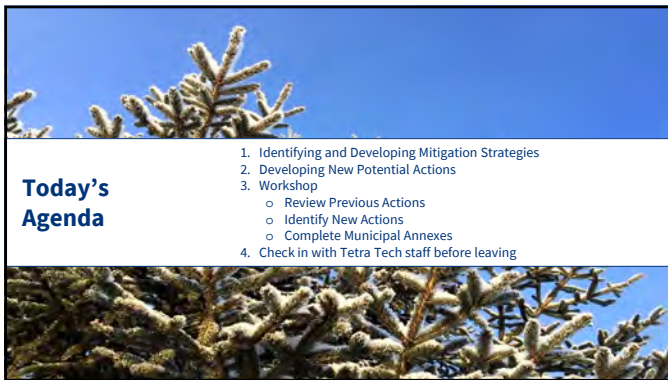 Today's
Agenda
1. Identifying and Developing Mitigation Strategies
2. Developing New Potential Actions
3. Workshop
o Review Previous Actions
o Identify New Actions
o Complete Municipal Annexes
4. Check in with Tetra Tech staff before leaving